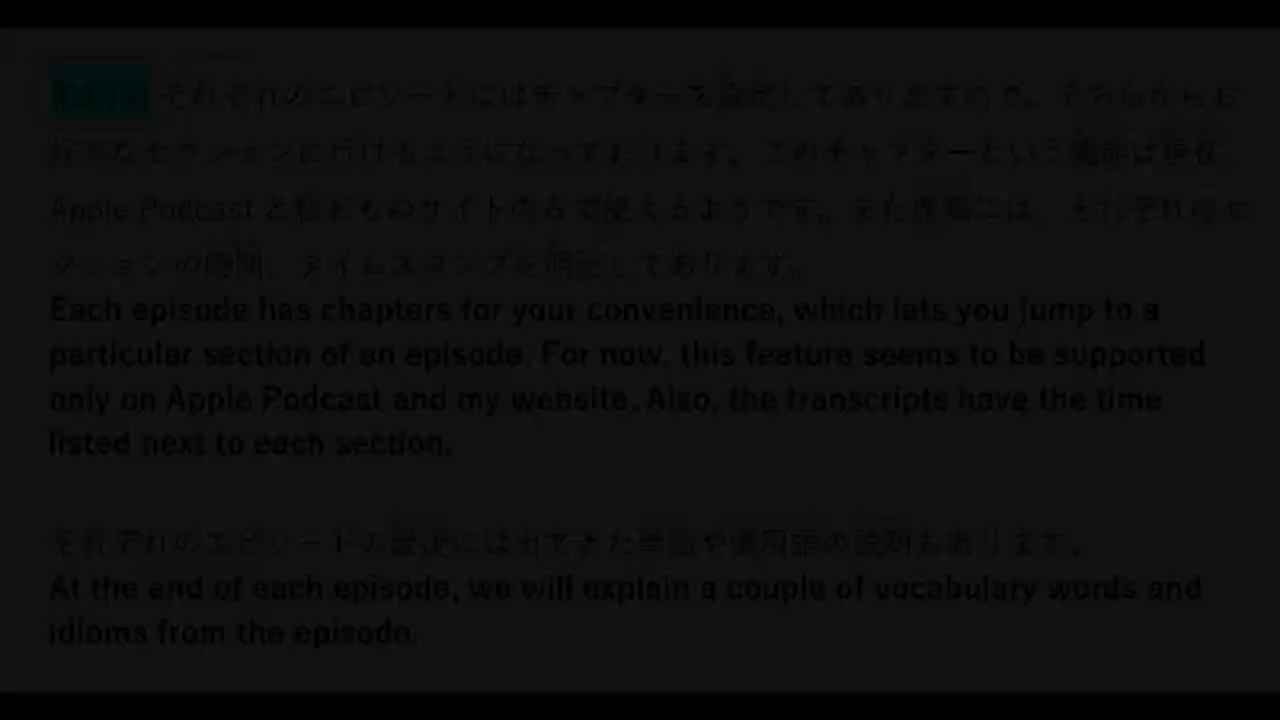 それぞれのエピソードにはチャプターを設定してありますので、そちらからお
好きなセクションに行けるようになっております。このチャプターという機能は現在、
Apple Podcast と私どものサイトのみで使えるようです。また原稿には、それぞれのセ
クションの時間、タイムスタンプを明記しております。
Each episode has chapters for your convenience, which lets you jump to a
particular section of an episode. For now, this feature seems to be supported
only on Apple Podcast and my website. Also, the transcripts have the time
listed next to each section.
それぞれのエピソードの最後には出てきた単語や慣用語の説明もあります。
At the end of each episode, we will explain a couple of vocabulary words and
idioms from the episode.